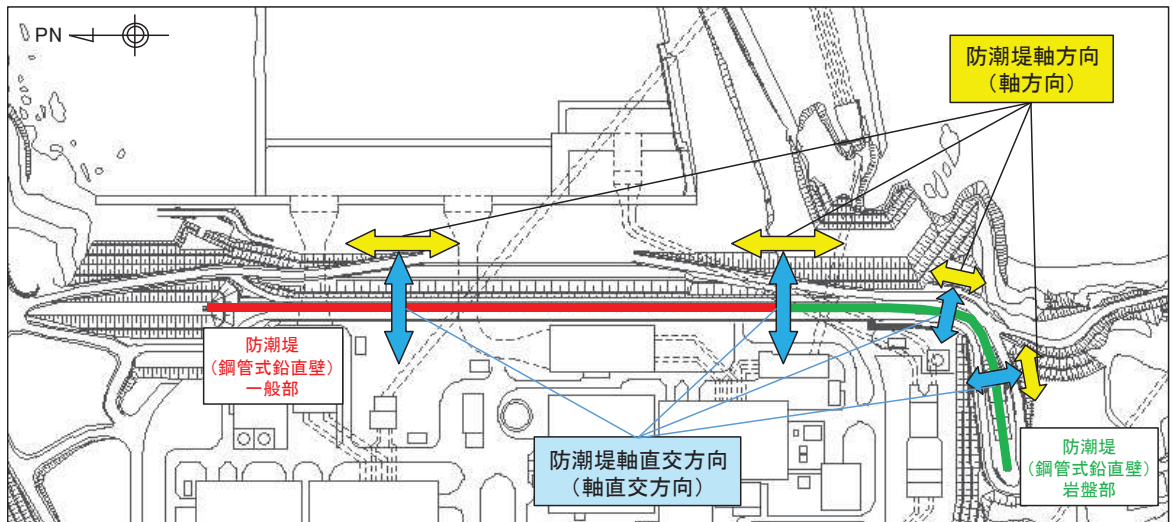 PN
防潮堤軸方向
（軸方向）
防潮堤
（鋼管式鉛直壁）
一般部
防潮堤軸直交方向
（軸直交方向）
防潮堤
（鋼管式鉛直壁）
岩盤部